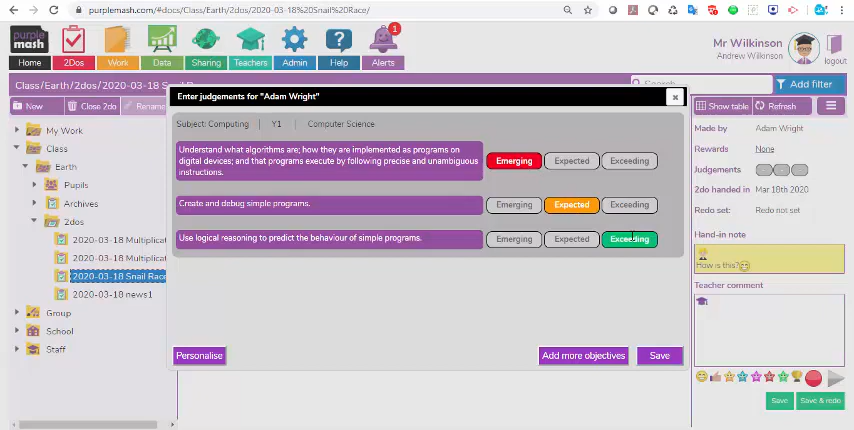 purplemash.com/#docs/Class/Earth/2dos/2020-03-18%20Snail%20Race/
purple
mash
1
Home
2Dos
Work
Data
Sharing
Teachers
Admin
Help
Alerts
Mr Wilkinson
Andrew Wilkinson
logout
Class/Earth/2dos/2020-03-18 Snail R
Search
Add filter
New
Close 2do
Rename
Show table
Refresh
My Work
Class
Earth
Pupils
Archives
2dos
2020-03-18 Multiplicat
2020-03-18 Multiplicat
2020-03-18 Snail Race
2020-03-18 news1
Group
School
Staff
Enter judgements for "Adam Wright"
Subject: Computing | Y1 | Computer Science
Understand what algorithms are; how they are implemented as programs on
digital devices; and that programs execute by following precise and unambiguous
instructions.
Emerging Expected Exceeding
Create and debug simple programs.
Emerging Expected Exceeding
Use logical reasoning to predict the behaviour of simple programs.
Emerging Expected Exceeding
Personalise
Add more objectives
Save
Made by Adam Wright
Rewards None
Judgements - - -
2do handed in Mar 18th 2020
Redo set: Redo not set
Hand-in note
How is this?
Teacher comment
Save
Save & redo